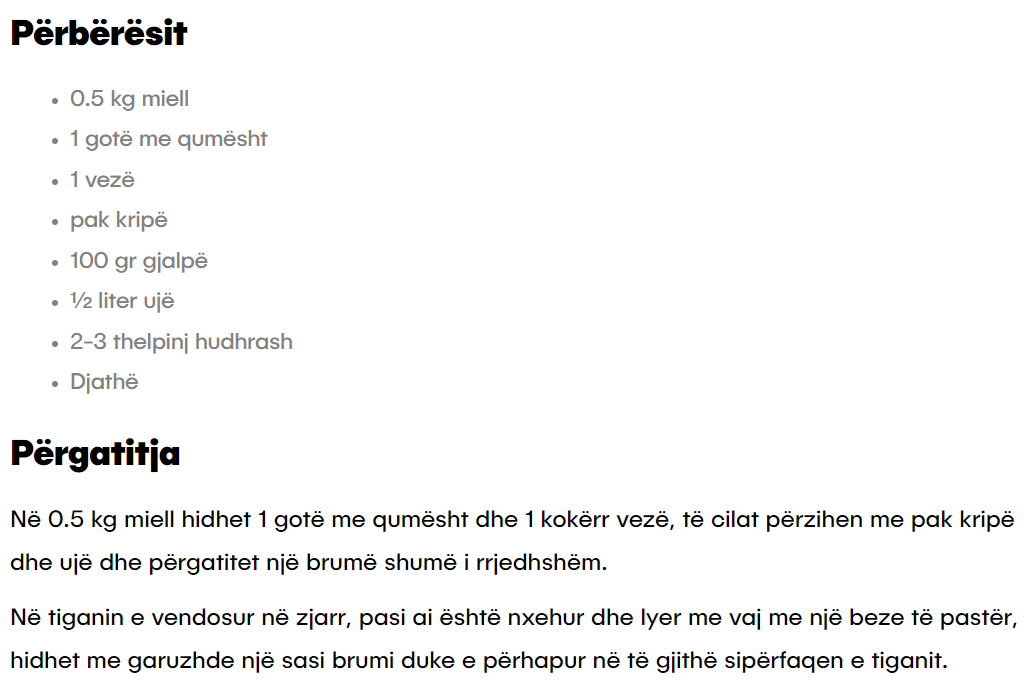 Përbërësit
• 0.5 kg miell
• 1 gotë me qumësht
• 1 vezë
• pak kripë
• 100 gr gjalpë
• ½ liter ujë
• 2-3 thelpinj hudhrash
• Djathë
Përgatitja
Në 0.5 kg miell hidhet 1 gotë me qumësht dhe 1 kokërr vezë, të cilat përzihen me pak kripë
dhe ujë dhe përgatitet një brumë shumë i rrjedhshëm.
Në tiganin e vendosur në zjarr, pasi ai është nxehur dhe lyer me vaj me një beze të pastër,
hidhet me garuzhde një sasi brumi duke e përhapur në të gjithë sipërfaqen e tiganit.